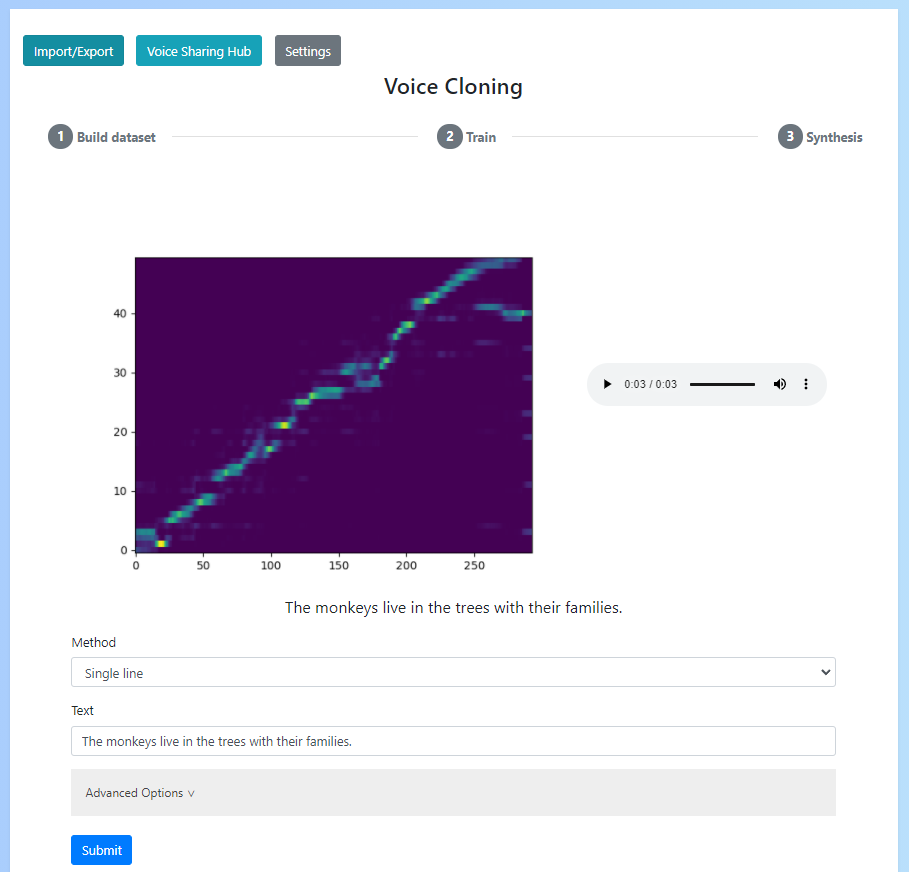 Import/Export Voice Sharing Hub Settings
Voice Cloning
1 Build dataset 2 Train 3 Synthesis
40
30
20
10
0
0 50 100 150 200 250
0:03 / 0:03
The monkeys live in the trees with their families.
Method
Single line
Text
The monkeys live in the trees with their families.
Advanced Options
Submit